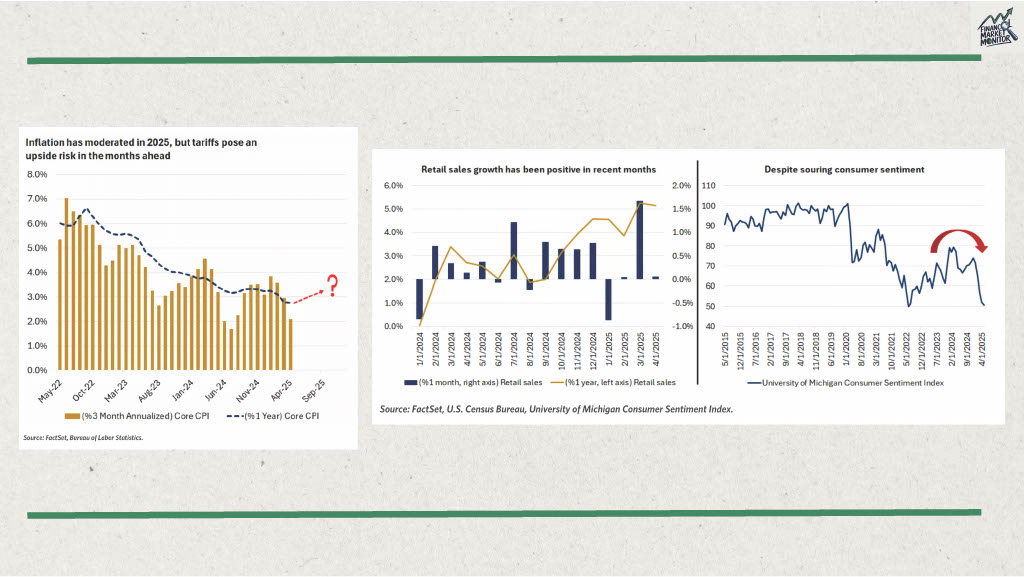 FINANCE
MARKET
MONITOR
Inflation has moderated in 2025, but tariffs pose an
upside risk in the months ahead
8.0%
7.0%
6.0%
5.0%
4.0%
3.0%
2.0%
1.0%
0.0%
?
May-22
Oct-22
Mar-23
Aug-23
Jan-24
Jun-24
Nov-24
Apr-25
Sep-25
(%3 Month Annualized) Core CPI
(%1 Year) Core CPI
Source: FactSet, Bureau of Labor Statistics.
Retail sales growth has been positive in recent months
6.0%
5.0%
4.0%
3.0%
2.0%
1.0%
0.0%
2.0%
1.5%
1.0%
0.5%
0.0%
-0.5%
-1.0%
1/1/2024
2/1/2024
3/1/2024
4/1/2024
5/1/2024
6/1/2024
7/1/2024
8/1/2024
9/1/2024
10/1/2024
11/1/2024
12/1/2024
1/1/2025
2/1/2025
3/1/2025
4/1/2025
(%1 month, right axis) Retail sales
(%1 year, left axis) Retail sales
Despite souring consumer sentiment
110
100
90
80
70
60
50
40
5/1/2015
12/1/2015
7/1/2016
2/1/2017
9/1/2017
4/1/2018
11/1/2018
6/1/2019
1/1/2020
8/1/2020
3/1/2021
10/1/2021
5/1/2022
12/1/2022
7/1/2023
2/1/2024
9/1/2024
4/1/2025
University of Michigan Consumer Sentiment Index
Source: FactSet, U.S. Census Bureau, University of Michigan Consumer Sentiment Index.